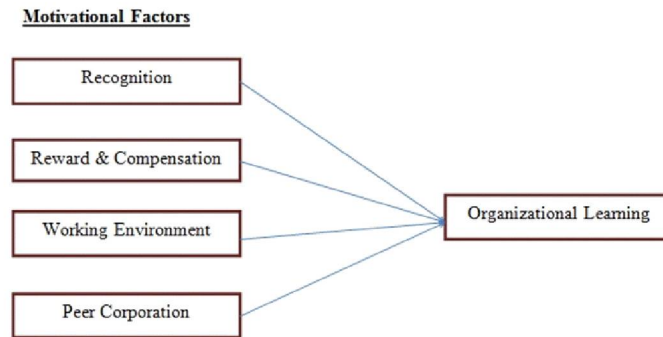 Motivational Factors
Recognition
Reward & Compensation
Working Environment
Organizational Learning
Peer Corporation